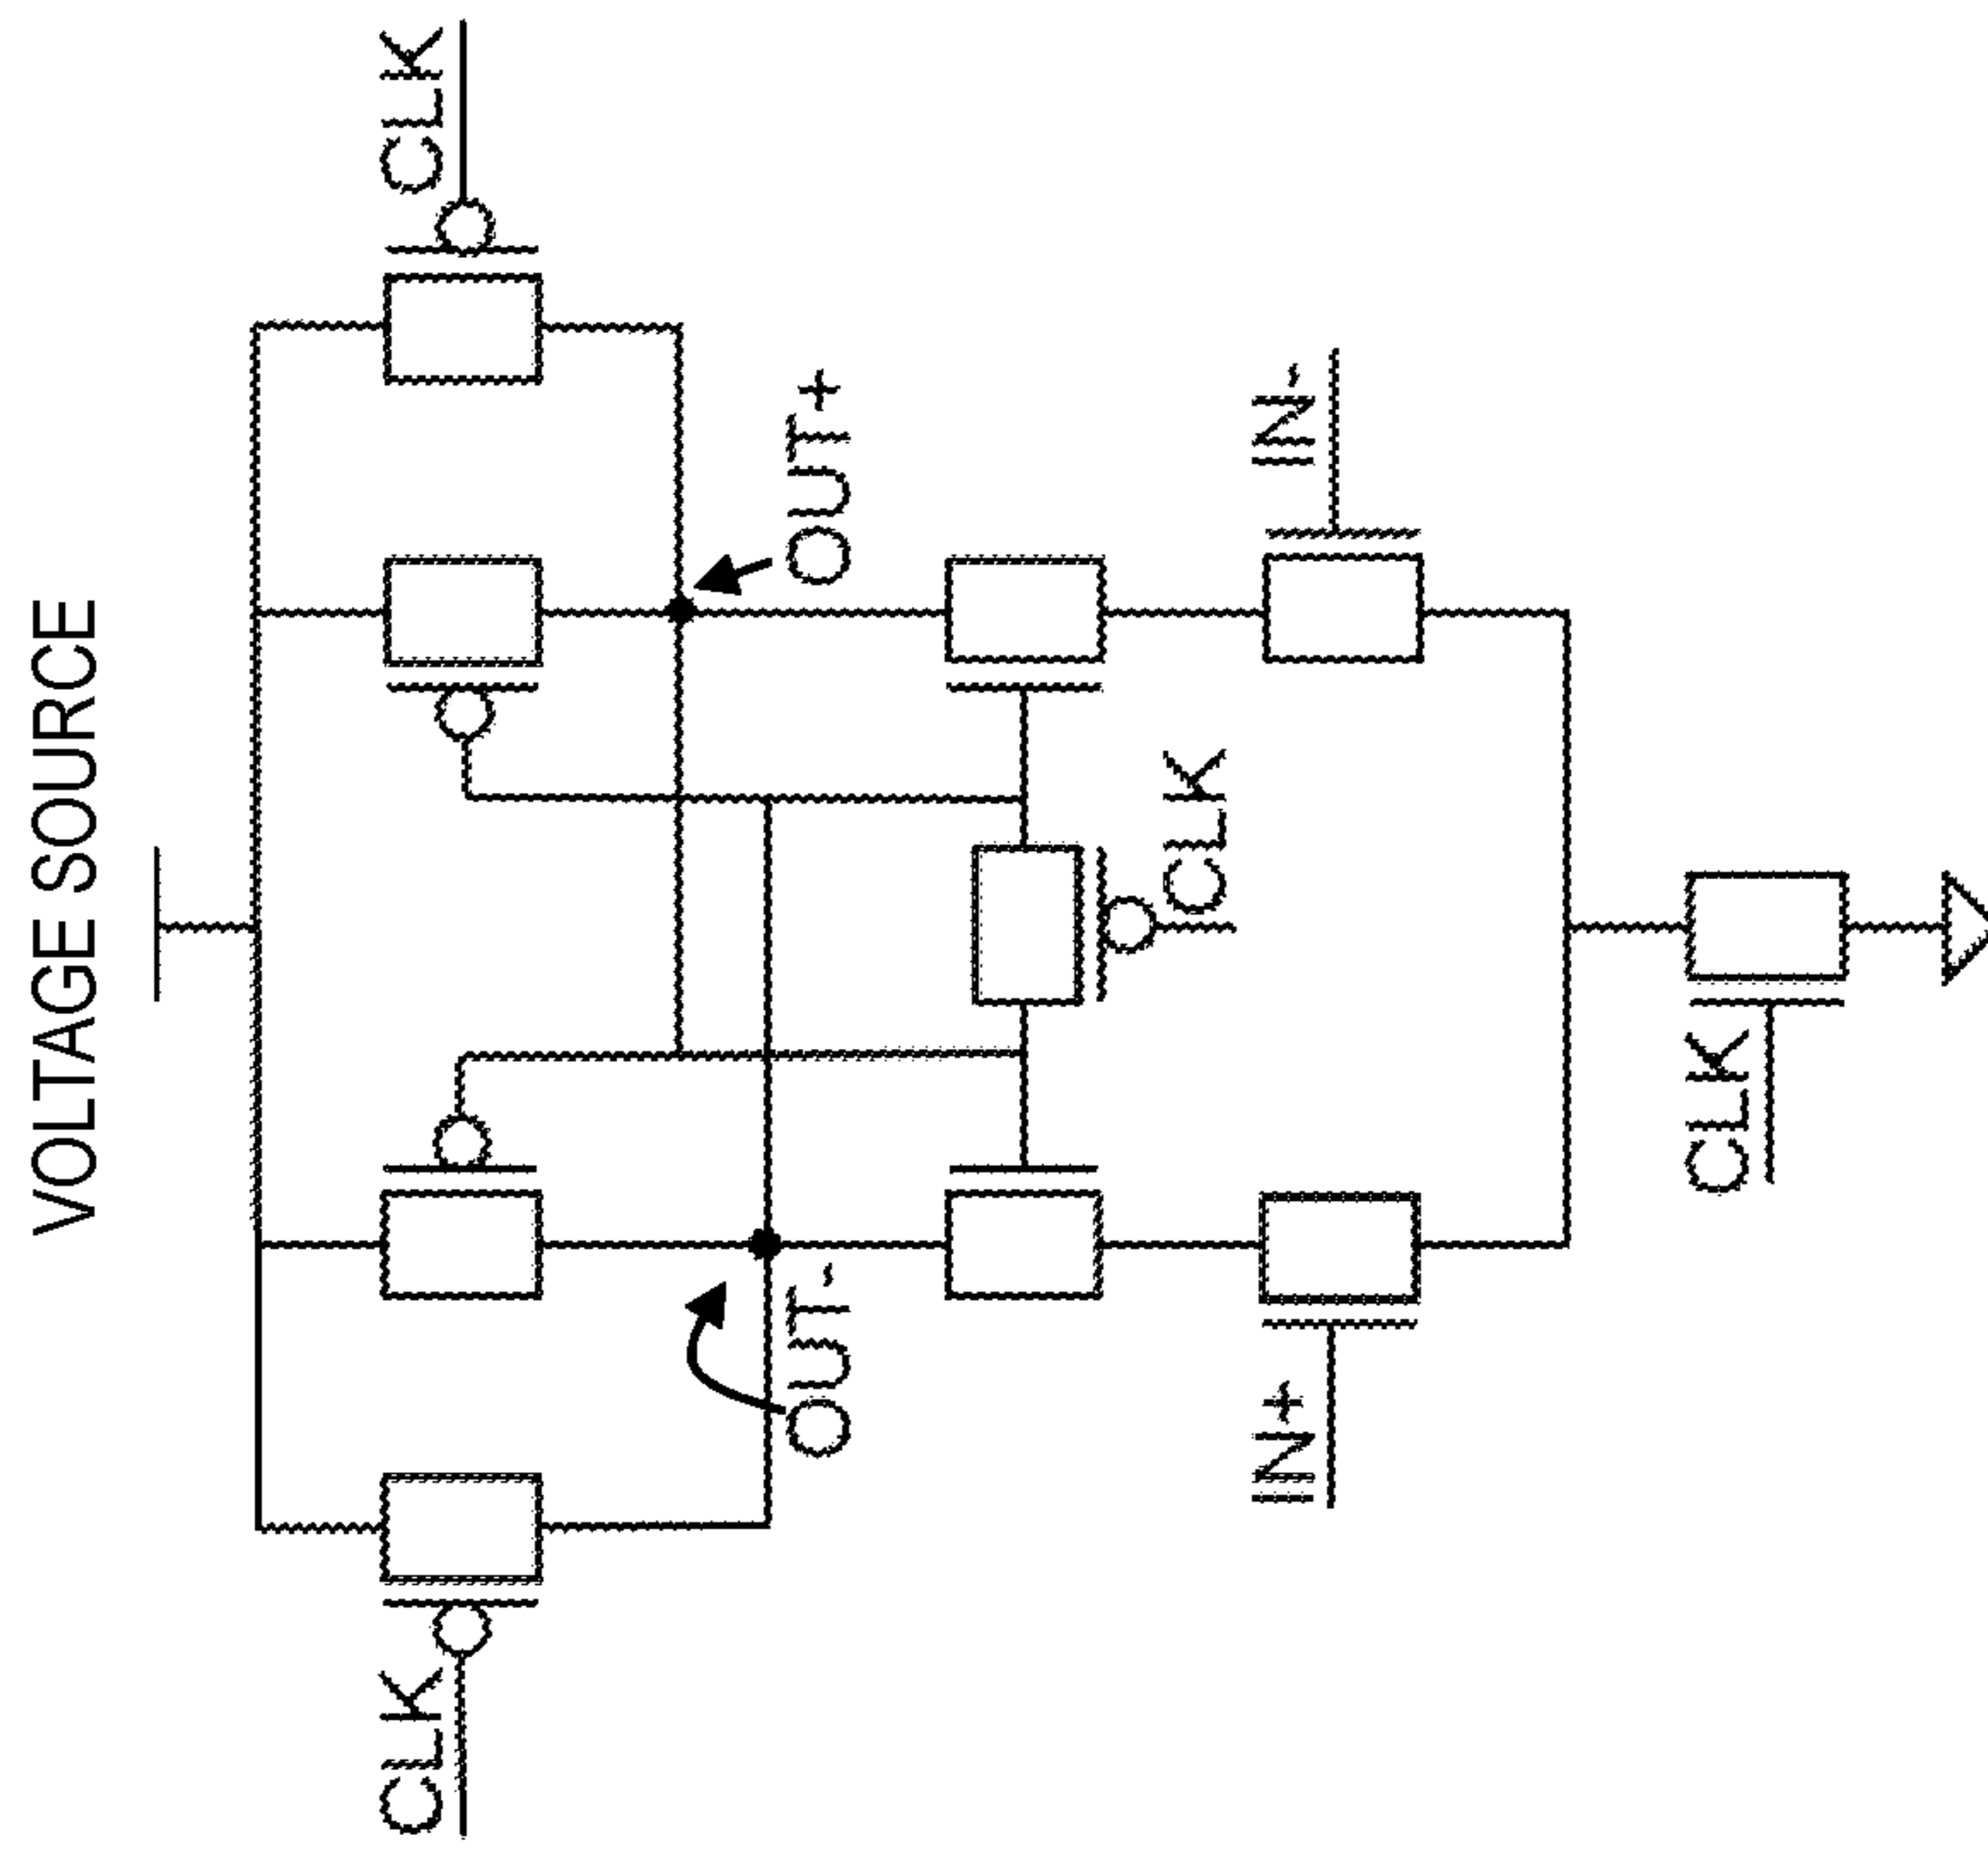 VOLTAGE SOURCE
CLK
CLK
OUT-
OUT+
CLK
IN+
IN-
CLK